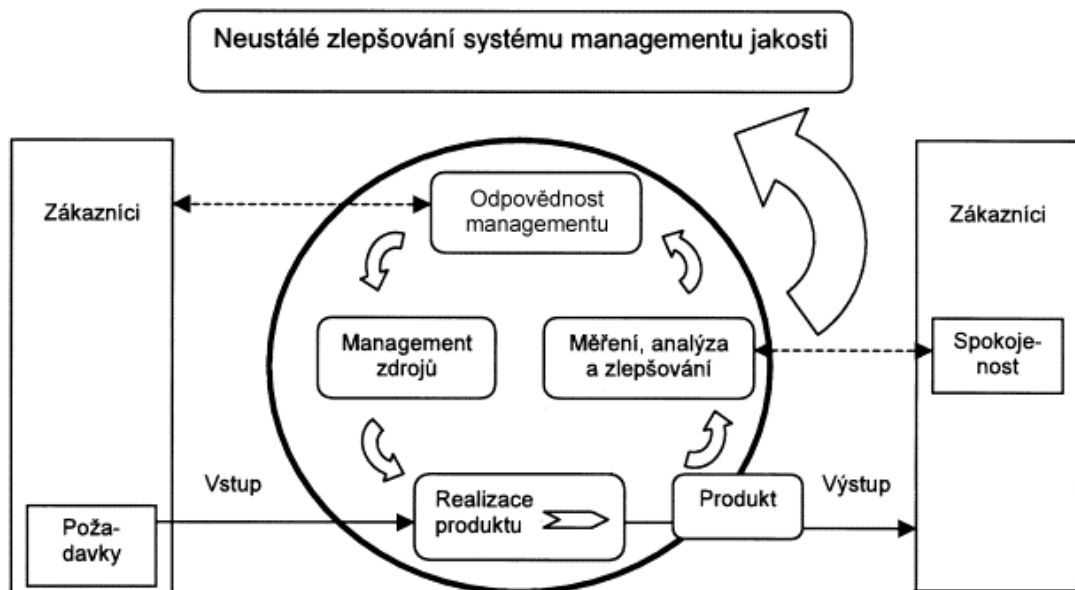 Neustálé zlepšování systému managementu jakosti
Zákazníci
Odpovědnost
managementu
Zákazníci
Management
zdrojů
Měření, analýza
a zlepšování
Spokoje-
nost
Vstup
Realizace
produktu
Produkt
Výstup
Poža-
davky